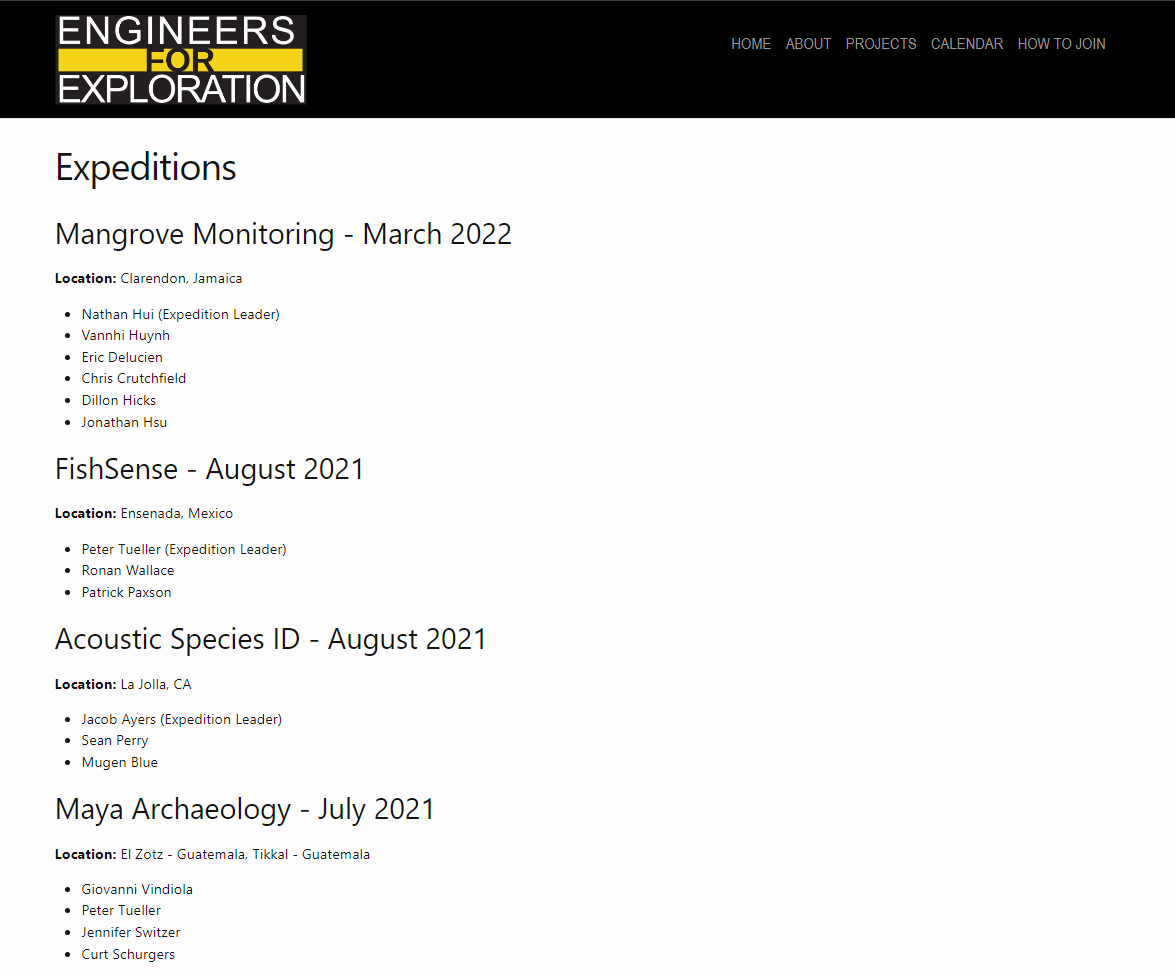 ENGINEERS
FOR
EXPLORATION
HOME ABOUT PROJECTS CALENDAR HOW TO JOIN
Expeditions
Mangrove Monitoring - March 2022
Location: Clarendon, Jamaica
Nathan Hui (Expedition Leader)
Vannhi Huynh
Eric Delucien
Chris Crutchfield
Dillon Hicks
Jonathan Hsu
FishSense - August 2021
Location: Ensenada, Mexico
Peter Tueller (Expedition Leader)
Ronan Wallace
Patrick Paxson
Acoustic Species ID - August 2021
Location: La Jolla, CA
Jacob Ayers (Expedition Leader)
Sean Perry
Mugen Blue
Maya Archaeology - July 2021
Location: El Zotz - Guatemala, Tikkal - Guatemala
Giovanni Vindiola
Peter Tueller
Jennifer Switzer
Curt Schurgers